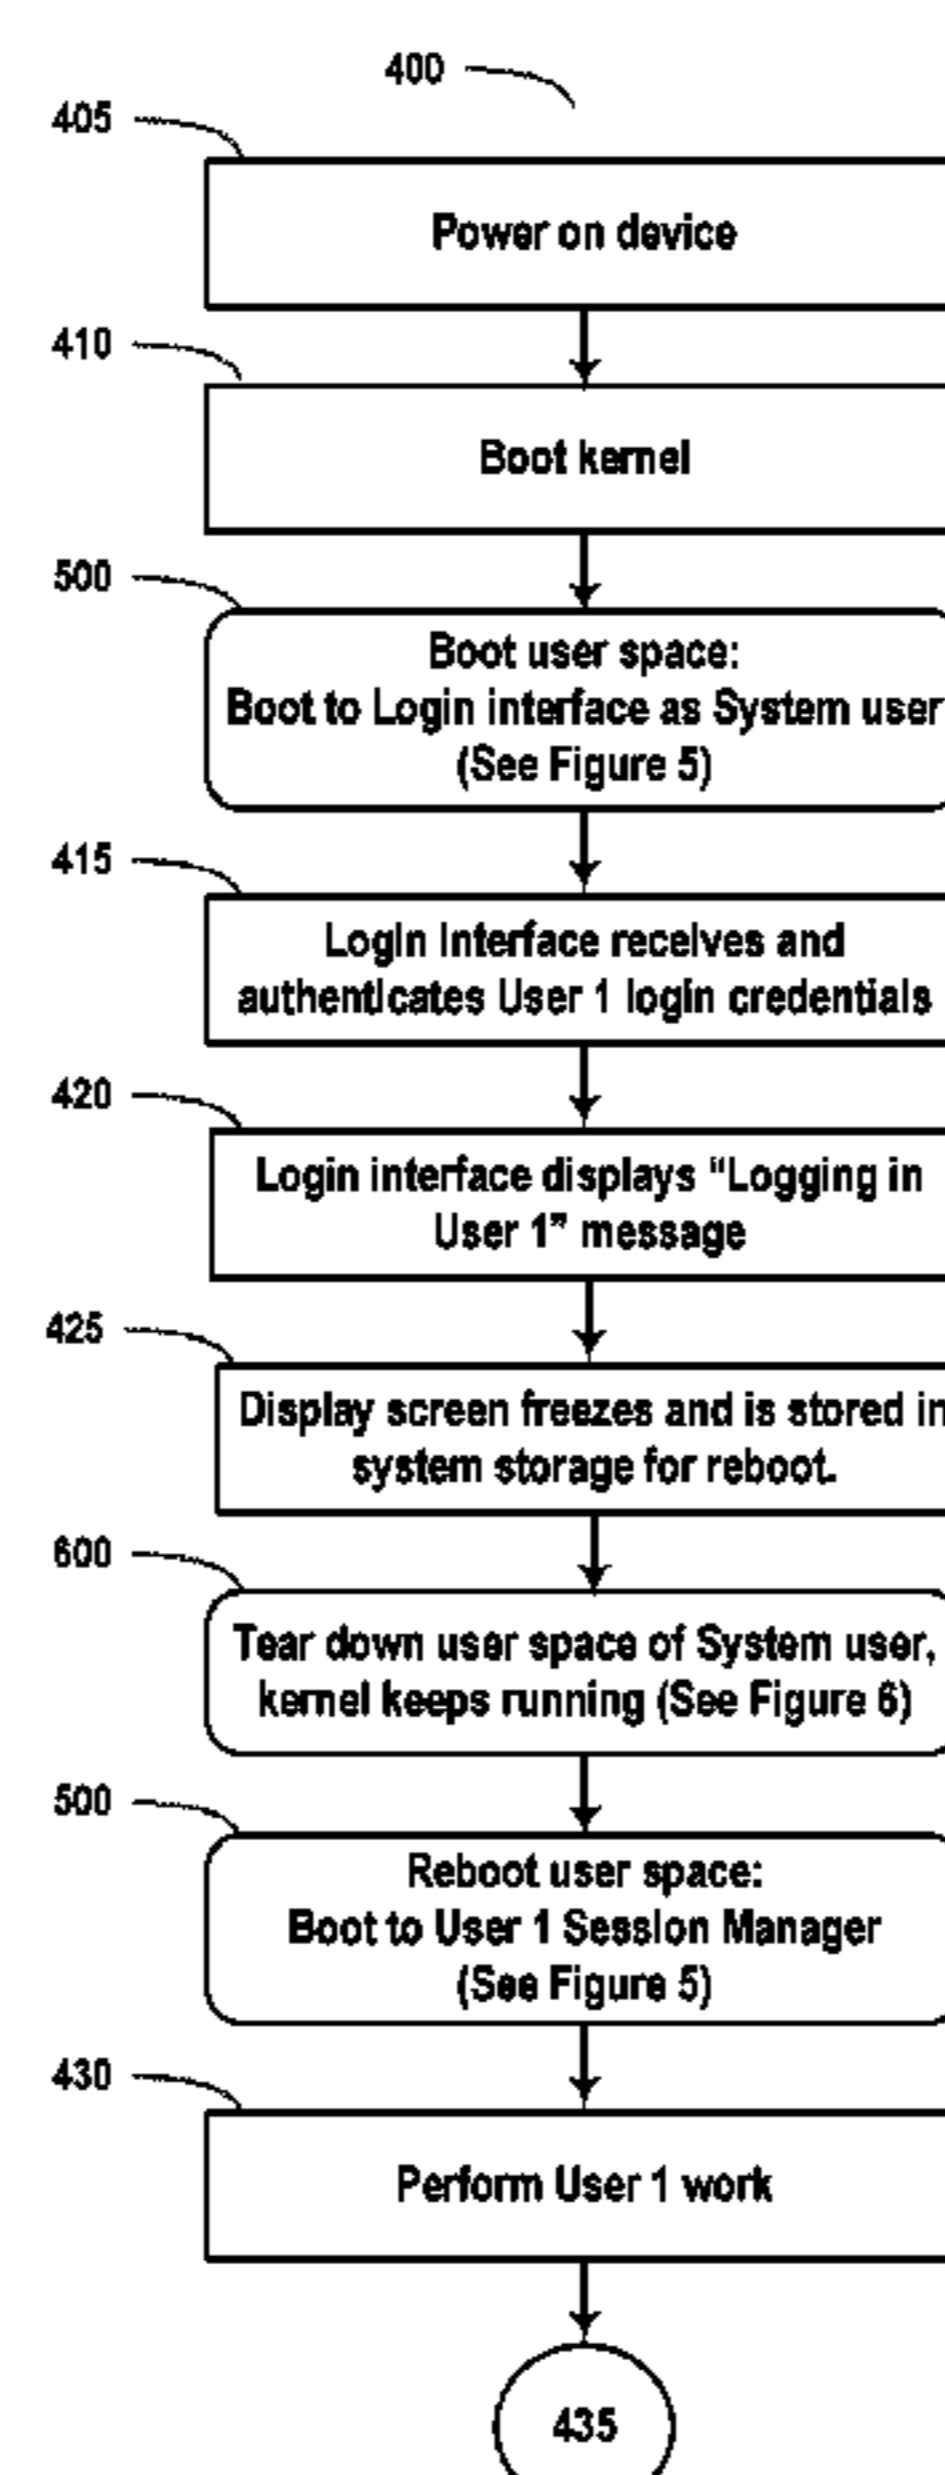 400
405
Power on device
410
Boot kernel
500
Boot user space:
Boot to Login interface as System user
(See Figure 5)
415
Login interface receives and
authenticates User 1 login credentials
420
Login interface displays “Logging in
User 1” message
425
Display screen freezes and is stored in
system storage for reboot.
600
Tear down user space of System user,
kernel keeps running (See Figure 6)
500
Reboot user space:
Boot to User 1 Session Manager
(See Figure 5)
430
Perform User 1 work
435